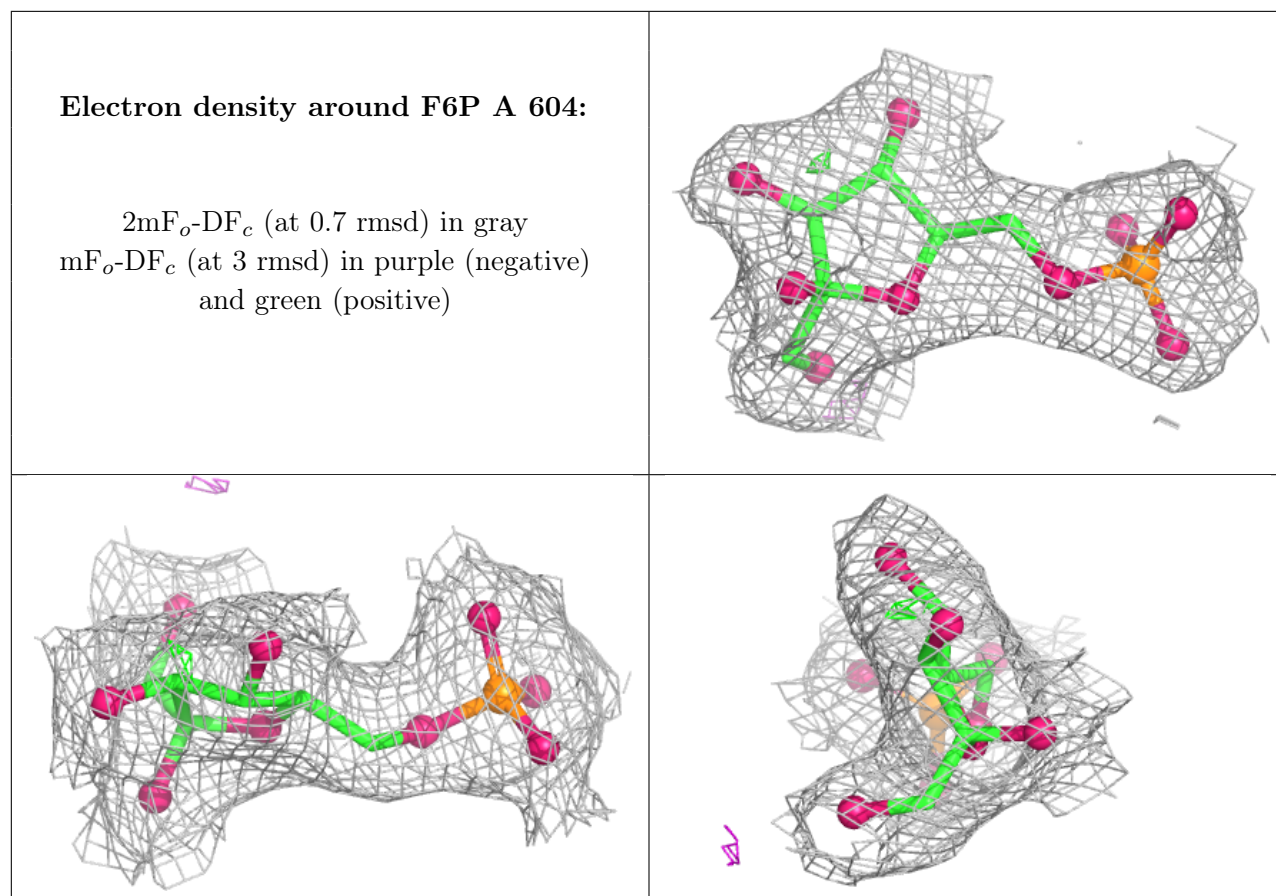 Electron density around F6P A 604:
2mFo-DFc (at 0.7 rmsd) in gray
mFo-DFc (at 3 rmsd) in purple (negative)
and green (positive)